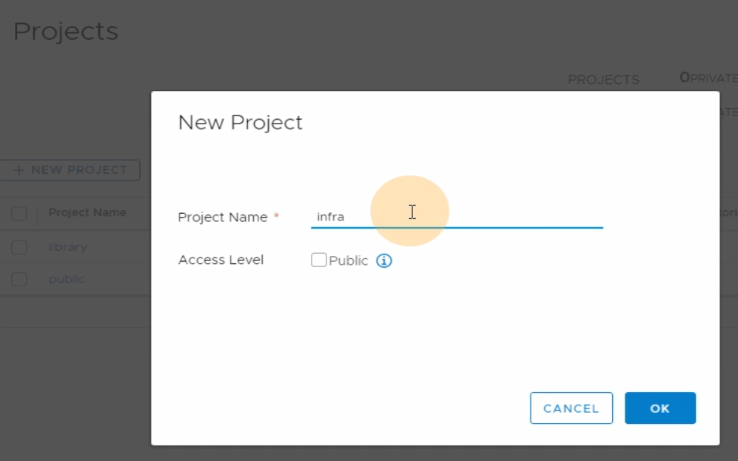 Projects
PROJECTS 0PRIVATE
New Project
+ NEW PROJECT
Project Name
library
public
Project Name * infra
Access Level Public
CANCEL OK